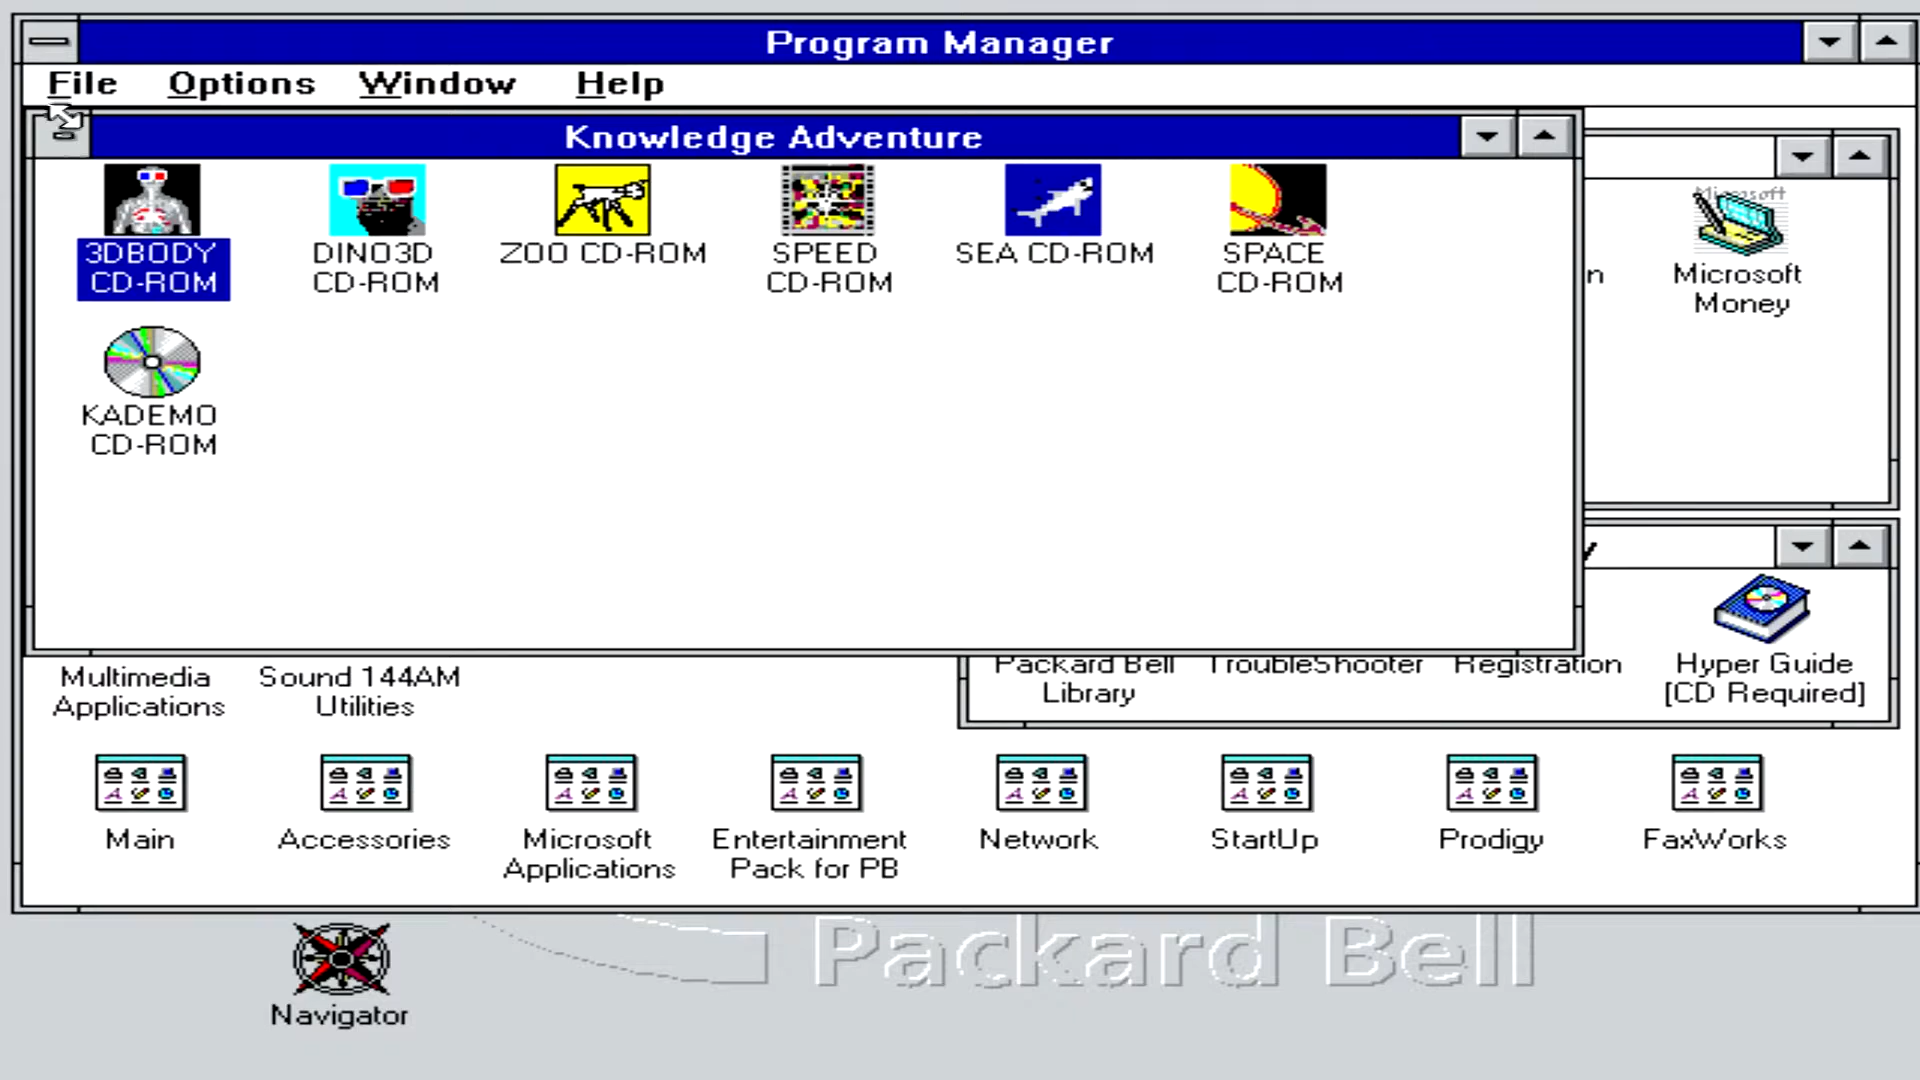 Program Manager
File Options Window Help
Knowledge Adventure
3DBODY
CD-ROM
DINO3D
CD-ROM
ZOO CD-ROM
SPEED
CD-ROM
SEA CD-ROM
SPACE
CD-ROM
KADEMO
CD-ROM
n
Microsoft
Microsoft
Money
y
Multimedia
Applications
Sound 144AM
Utilities
Packard Bell
Library
TroubleShooter
Registration
Hyper Guide
[CD Required]
Main
Accessories
Microsoft
Applications
Entertainment
Pack for PB
Network
StartUp
Prodigy
FaxWorks
Packard Bell
Navigator